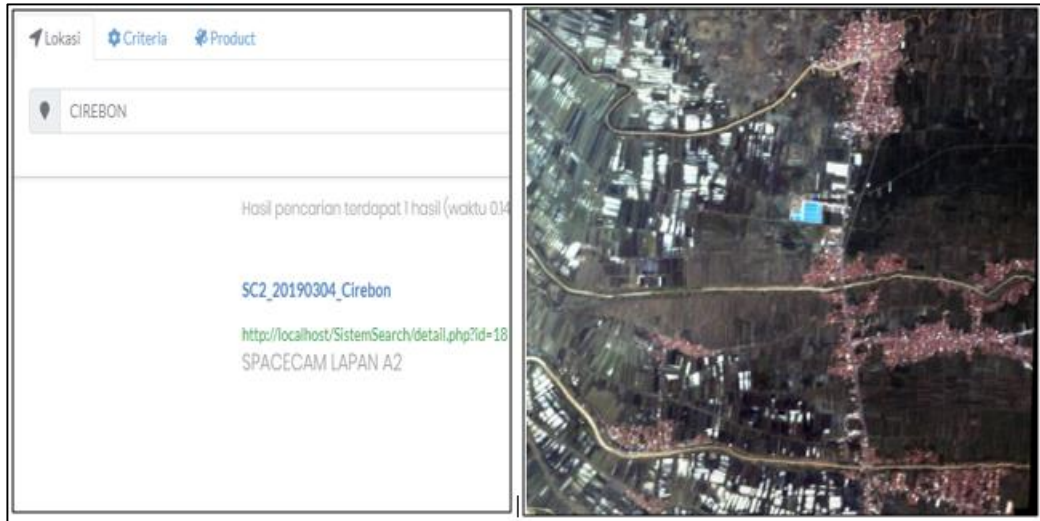 Lokasi Criteria Product
CIREBON
Hasil pencarian terdapat 1 hasil (waktu 0.14
SC2_20190304_Cirebon
http://localhost/SistemSearch/detail.php?id=18
SPACECAM LAPAN A2